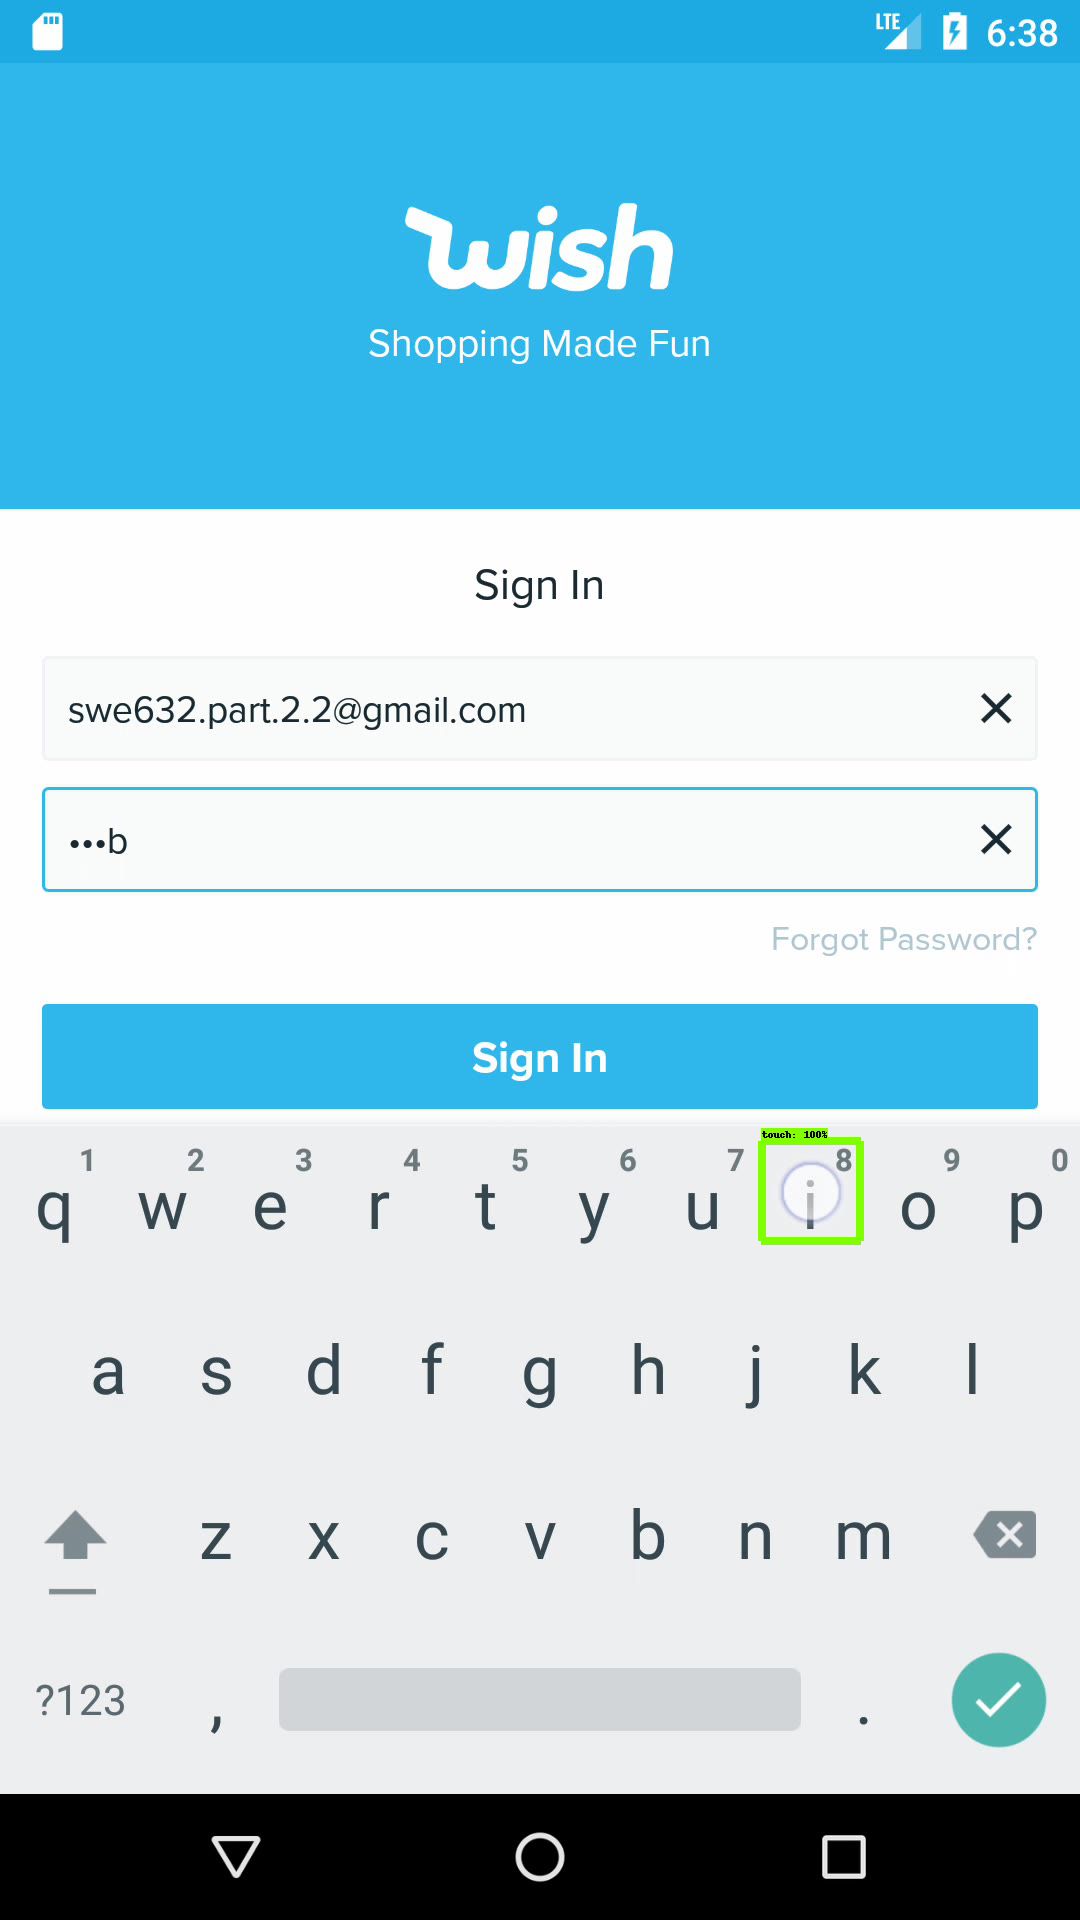 LTE 6:38
wish
Shopping Made Fun
Sign In
swe632.part.2.2@gmail.com
•••b
Forgot Password?
Sign In
touch: 100%
1 2 3 4 5 6 7 8 9 0
q w e r t y u i o p
a s d f g h j k l
z x c v b n m
?123 , .